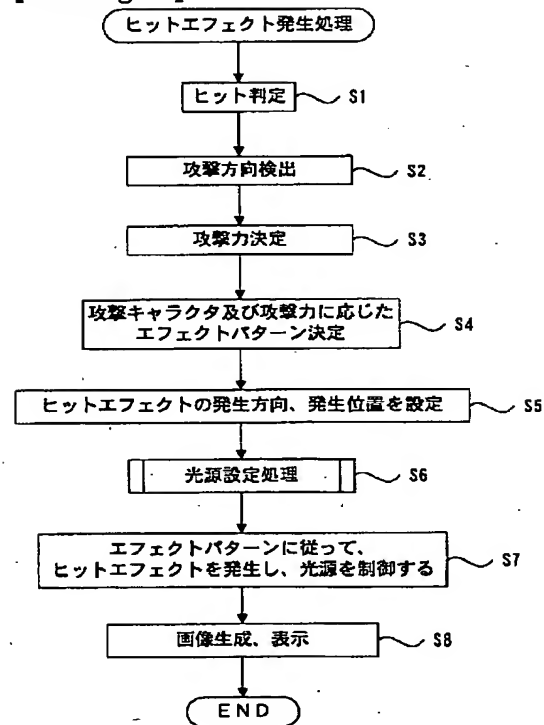 ヒットエフェクト発生処理
ヒット判定 S1
攻撃方向検出 S2
攻撃力決定 S3
攻撃キャラクタ及び攻撃力に応じた
エフェクトパターン決定 S4
ヒットエフェクトの発生方向、発生位置を設定 S5
光源設定処理 S6
エフェクトパターンに従って、
ヒットエフェクトを発生し、光源を制御する S7
画像生成、表示 S8
END